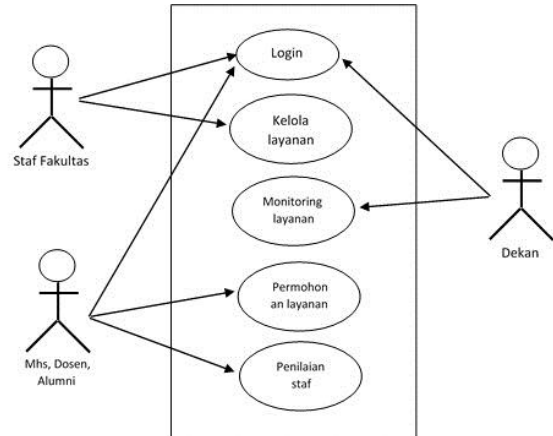 Login
Kelola
layanan
Staf Fakultas
Monitoring
layanan
Dekan
Permohon
an layanan
Mhs, Dosen,
Alumni
Penilaian
staf